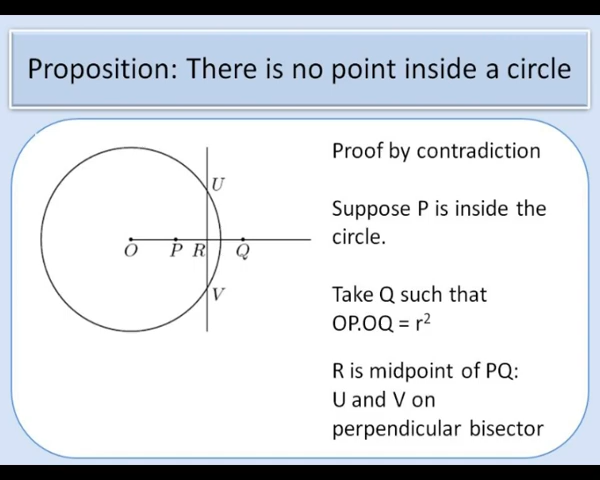 Proposition: There is no point inside a circle
Proof by contradiction
Suppose P is inside the
circle.
Take Q such that
OP.OQ = r²
R is midpoint of PQ:
U and V on
perpendicular bisector
U
O
P
R
Q
V